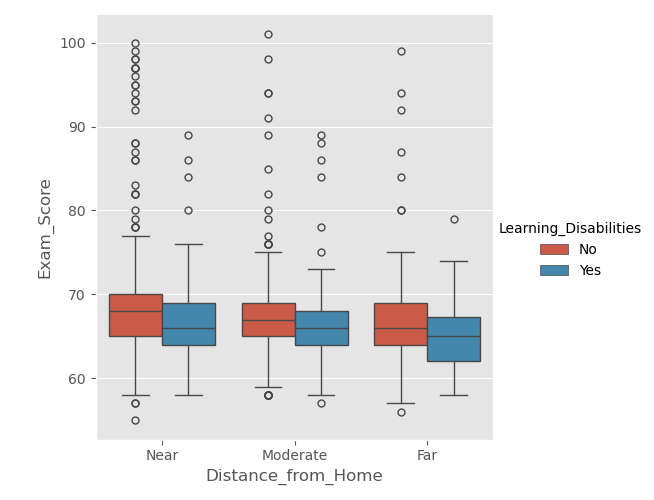 100
90
80
70
60
Exam_Score
Near
Moderate
Far
Distance_from_Home
Learning_Disabilities
No
Yes